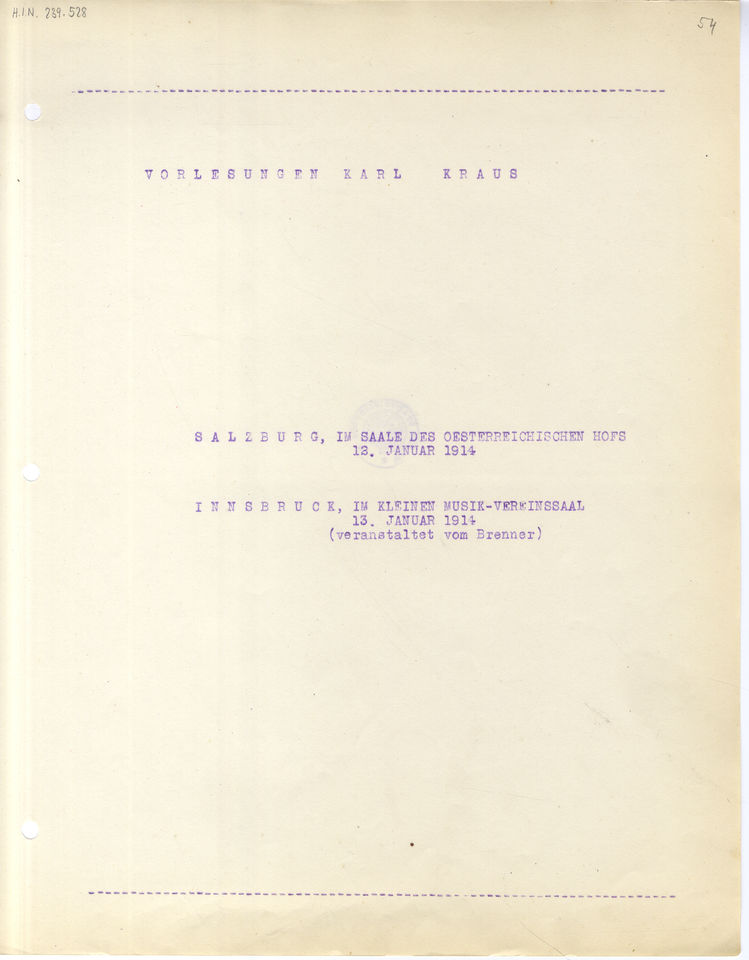 H.I.N. 239.528
54
VORLESUNGEN KARL KRAUS
SALZBURG, IM SAALE DES OESTERREICHISCHEN HOFS
12. JANUAR 1914
INNSBRUCK, IM KLEINEN MUSIK-VEREINSSAAL
13. JANUAR 1914
(veranstaltet vom Brenner)